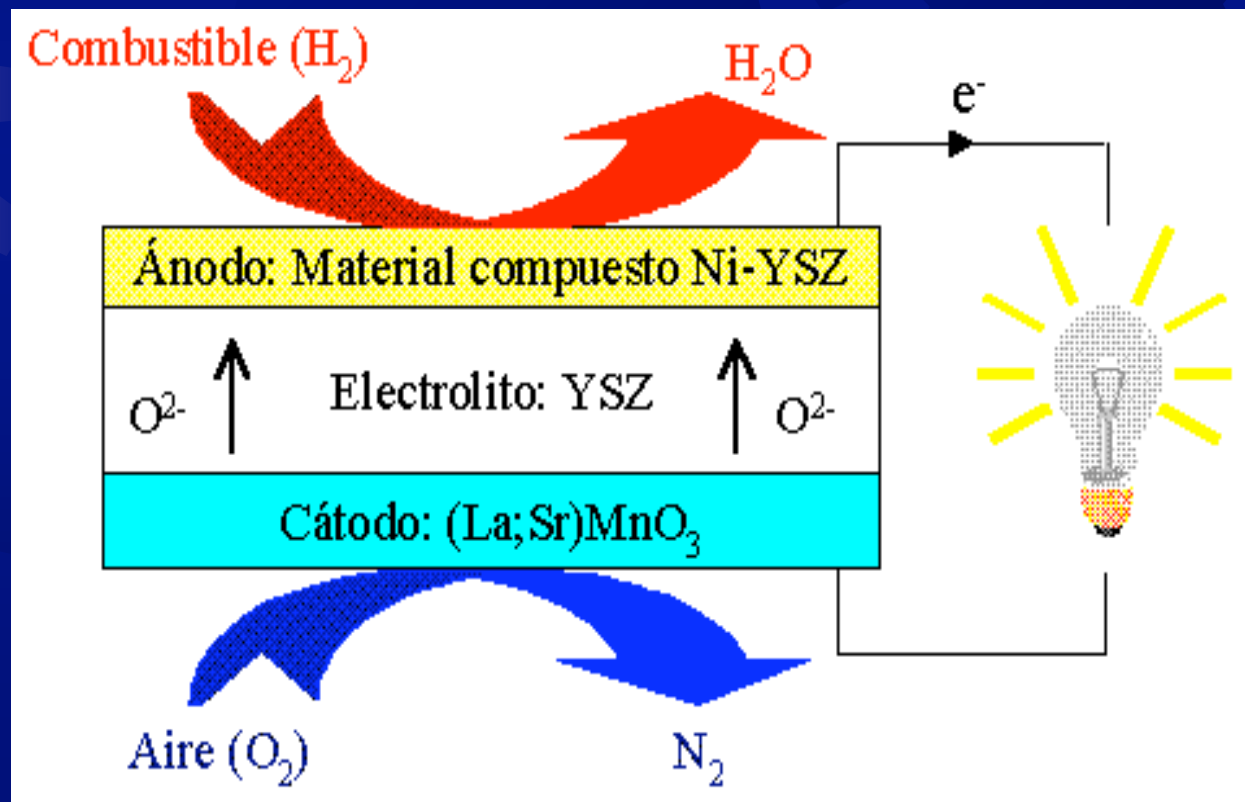 Combustible (H₂)
H₂O
e⁻
Ánodo: Material compuesto Ni-YSZ
O²⁻
Electrolito: YSZ
O²⁻
Cátodo: (La;Sr)MnO₃
Aire (O₂)
N₂